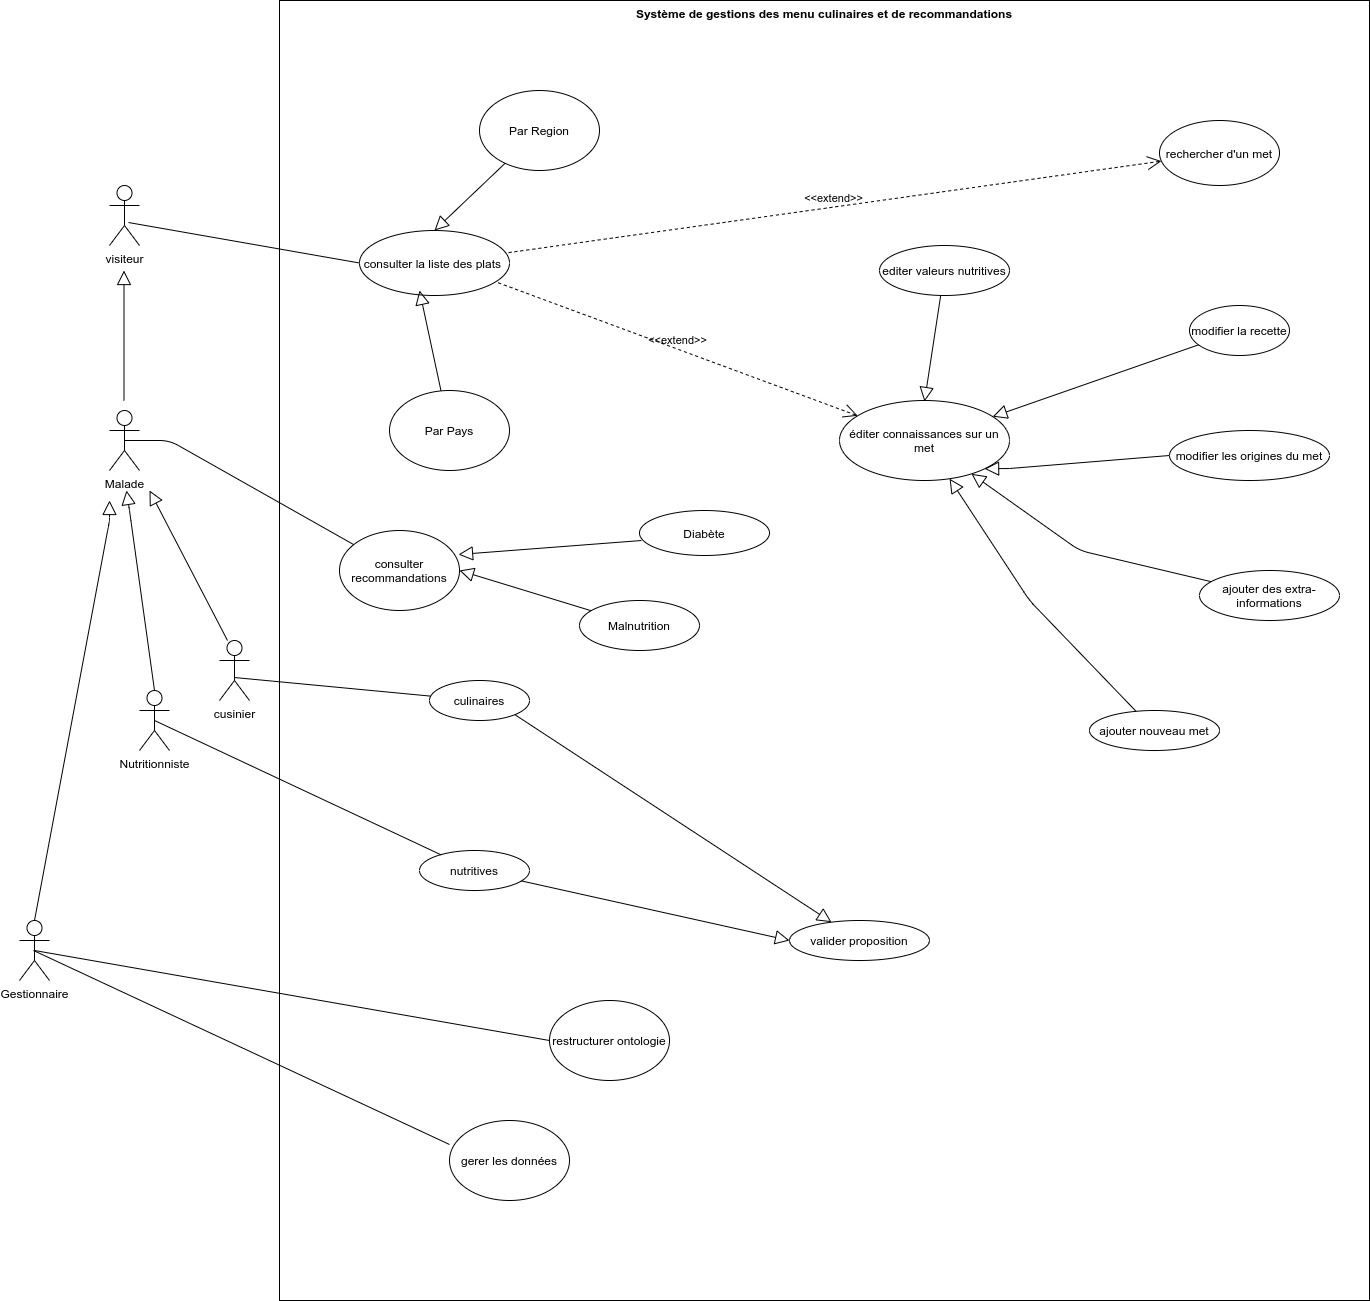 Système de gestions des menu culinaires et de recommandations
Par Region
rechercher d'un met
<<extend>>
visiteur
consulter la liste des plats
editer valeurs nutritives
modifier la recette
<<extend>>
Par Pays
éditer connaissances sur un
met
modifier les origines du met
Malade
Diabète
consulter
recommandations
ajouter des extra-
informations
Malnutrition
culinaires
cusinier
ajouter nouveau met
Nutritionniste
nutritives
valider proposition
Gestionnaire
restructurer ontologie
gerer les données